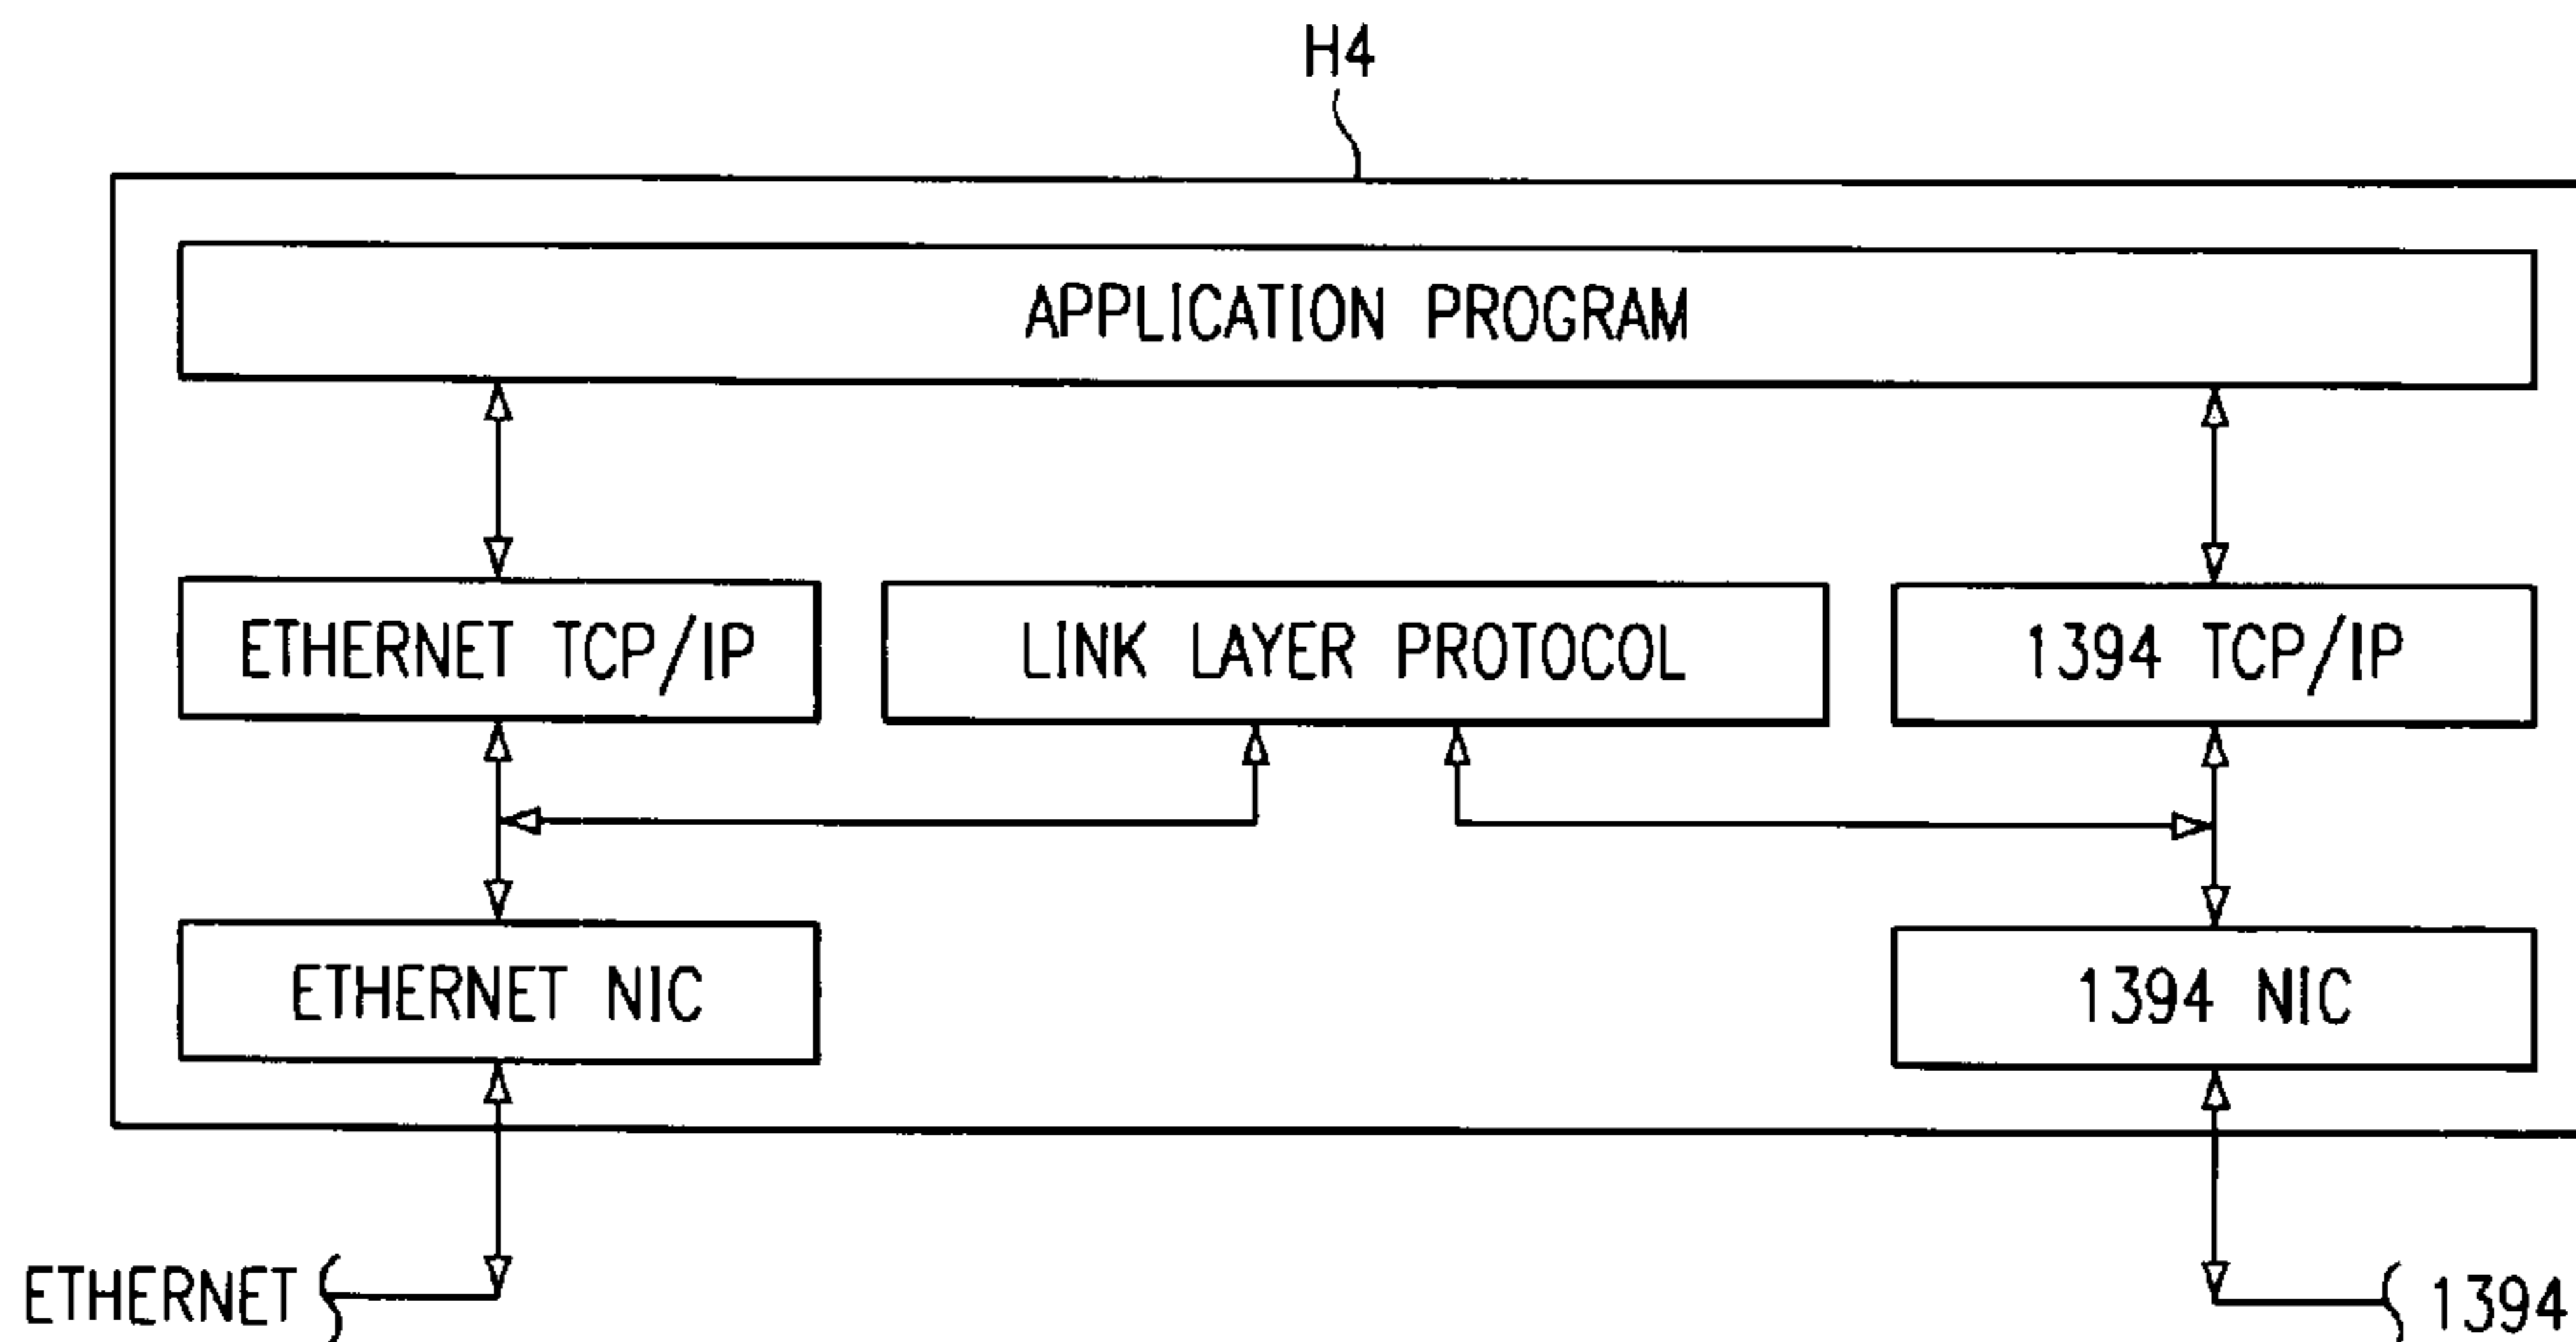 H4
APPLICATION PROGRAM
ETHERNET TCP/IP
LINK LAYER PROTOCOL
1394 TCP/IP
ETHERNET NIC
1394 NIC
ETHERNET
1394